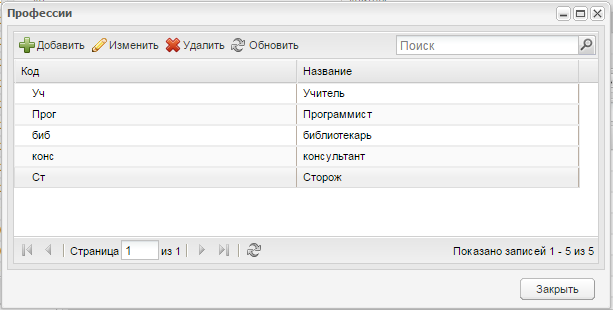 Профессии
Добавить Изменить Удалить Обновить Поиск
Код Название
Уч Учитель
Прог Программист
биб библиотекарь
конс консультант
Ст Сторож
Страница 1 из 1 Показано записей 1 - 5 из 5
Закрыть